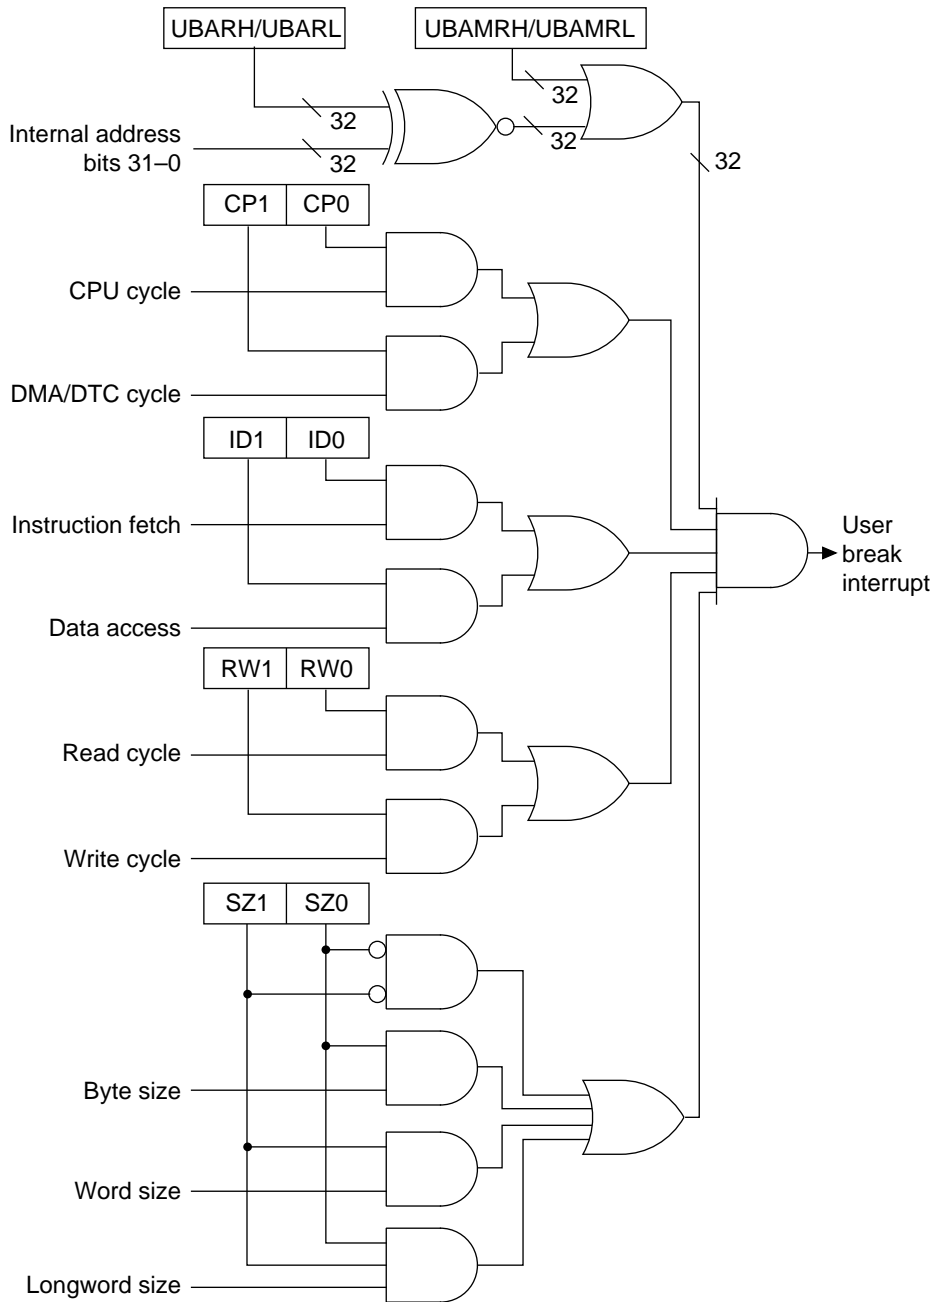 UBARH/UBARL
UBAMRH/UBAMRL
32
32
Internal address
bits 31–0
32
32
32
CP1 CP0
CPU cycle
DMA/DTC cycle
ID1 ID0
Instruction fetch
Data access
User
break
interrupt
RW1 RW0
Read cycle
Write cycle
SZ1 SZ0
Byte size
Word size
Longword size